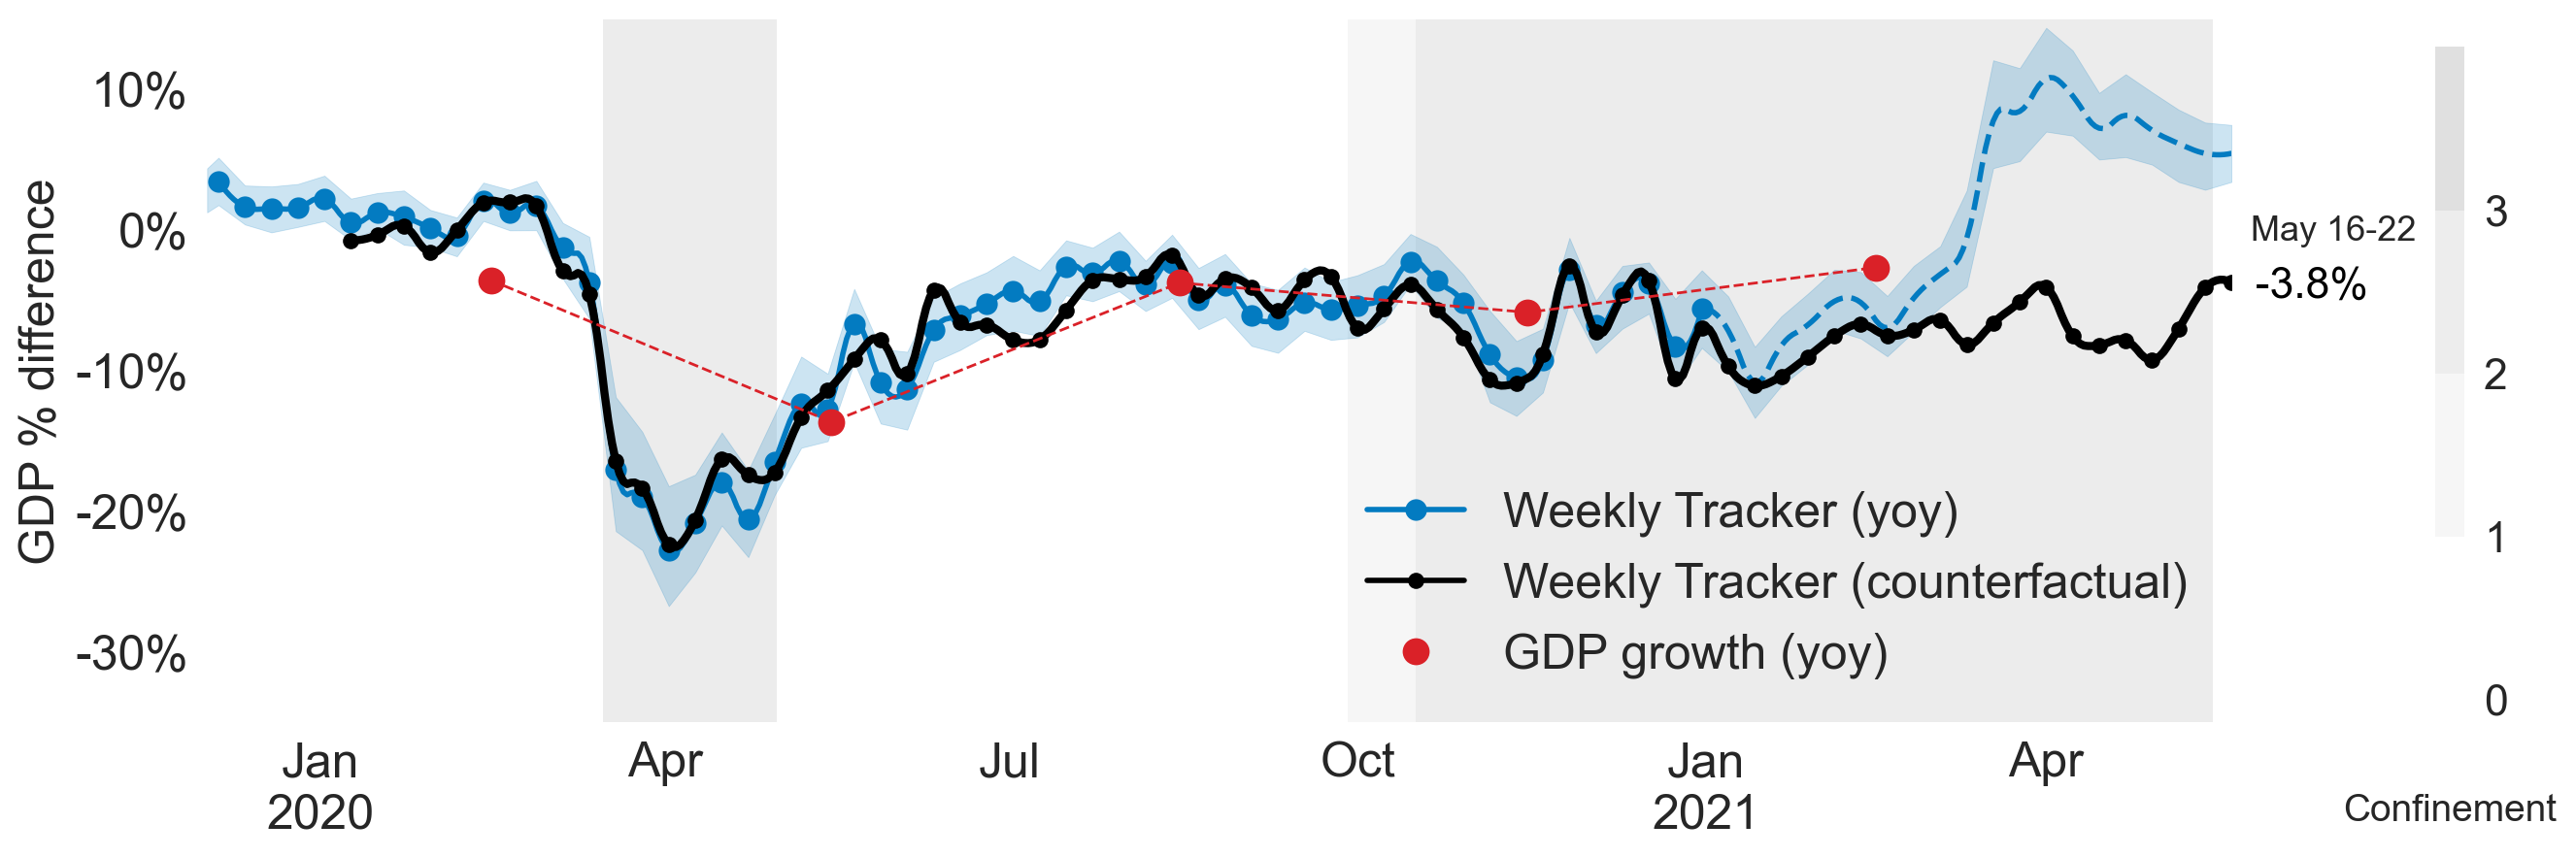 GDP % difference
10%
0%
-10%
-20%
-30%
Jan
2020
Apr
Jul
Oct
Jan
2021
Apr
Weekly Tracker (yoy)
Weekly Tracker (counterfactual)
GDP growth (yoy)
May 16-22
-3.8%
3
2
1
0
Confinement